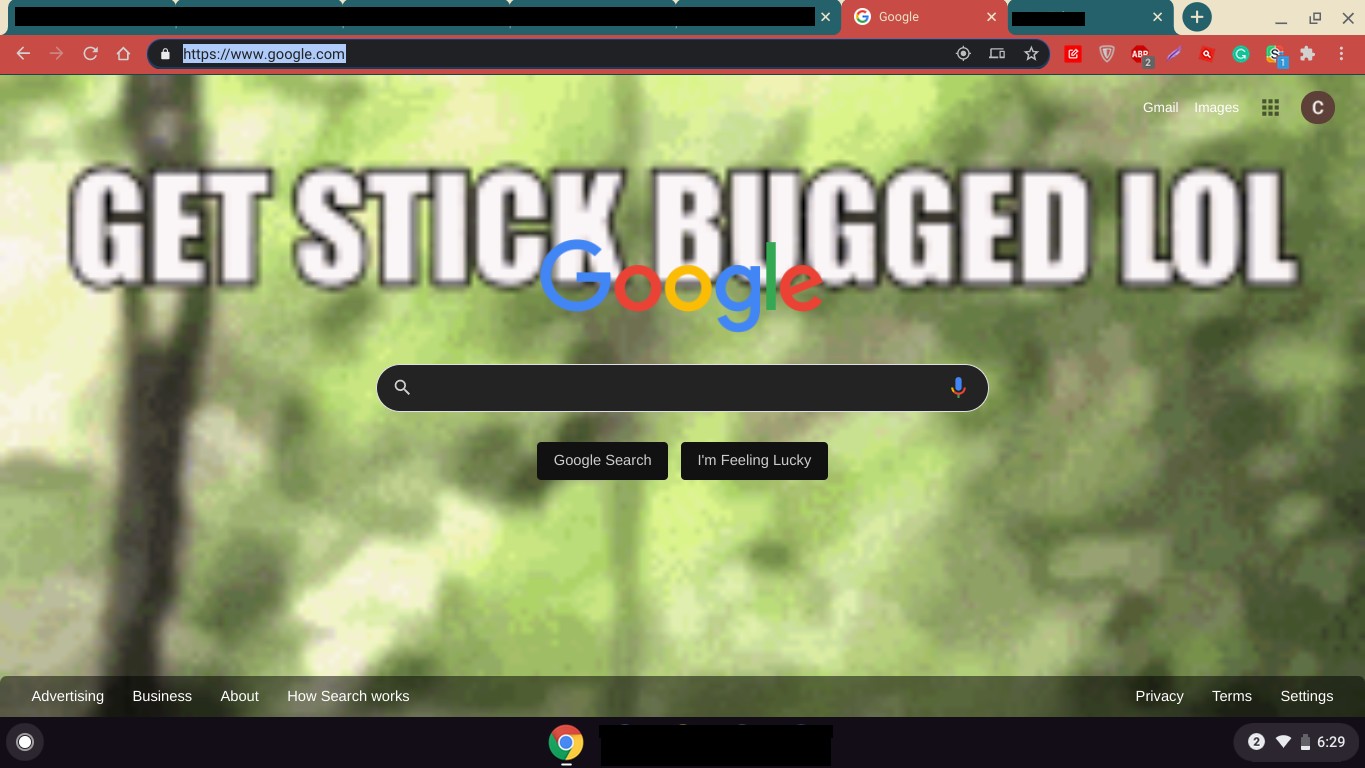 Google
https://www.google.com
ABP
2
1
Gmail Images
C
GET STICK BUGGED LOL
Google
Google Search
I'm Feeling Lucky
Advertising Business About How Search works
Privacy Terms Settings
2
6:29